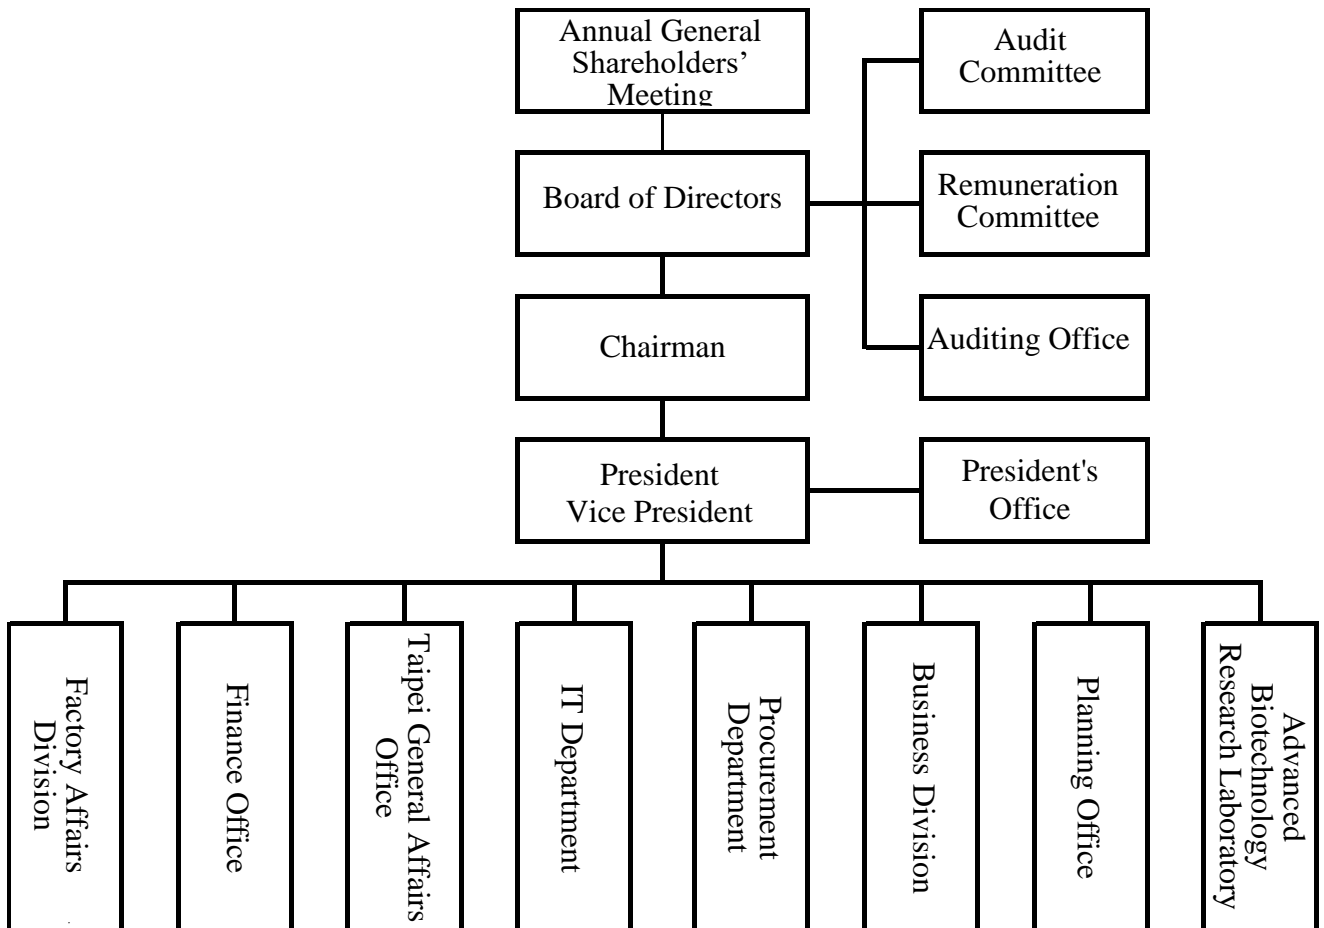 Annual General
Shareholders’
Meeting
Audit
Committee
Board of Directors
Remuneration
Committee
Chairman
Auditing Office
President
Vice President
President's
Office
Factory Affairs
Division
Finance Office
Taipei General Affairs
Office
IT Department
Procurement
Department
Business Division
Planning Office
Advanced
Biotechnology
Research Laboratory